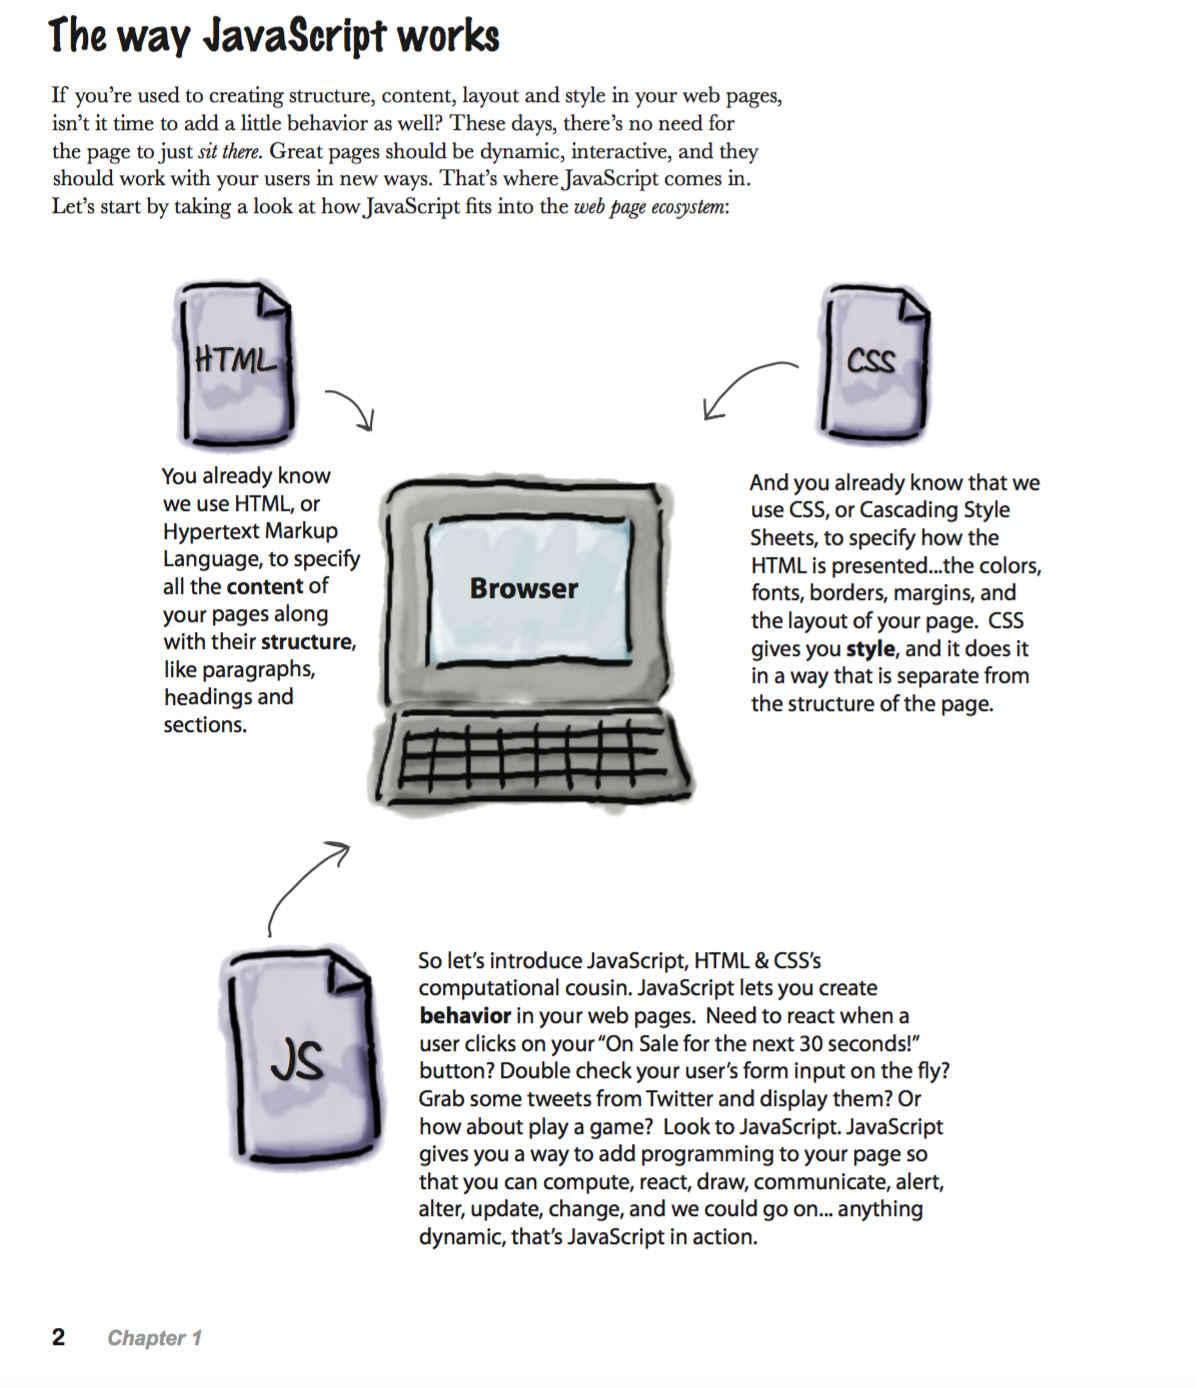 The way JavaScript works
If you're used to creating structure, content, layout and style in your web pages,
isn't it time to add a little behavior as well? These days, there's no need for
the page to just sit there. Great pages should be dynamic, interactive, and they
should work with your users in new ways. That's where JavaScript comes in.
Let's start by taking a look at how JavaScript fits into the web page ecosystem:
HTML
CSS
You already know
we use HTML, or
Hypertext Markup
Language, to specify
all the content of
your pages along
with their structure,
like paragraphs,
headings and
sections.
Browser
And you already know that we
use CSS, or Cascading Style
Sheets, to specify how the
HTML is presented...the colors,
fonts, borders, margins, and
the layout of your page. CSS
gives you style, and it does it
in a way that is separate from
the structure of the page.
JS
So let's introduce JavaScript, HTML & CSS's
computational cousin. JavaScript lets you create
behavior in your web pages. Need to react when a
user clicks on your "On Sale for the next 30 seconds!"
button? Double check your user's form input on the fly?
Grab some tweets from Twitter and display them? Or
how about play a game? Look to JavaScript. JavaScript
gives you a way to add programming to your page so
that you can compute, react, draw, communicate, alert,
alter, update, change, and we could go on... anything
dynamic, that's JavaScript in action.
2 Chapter 1